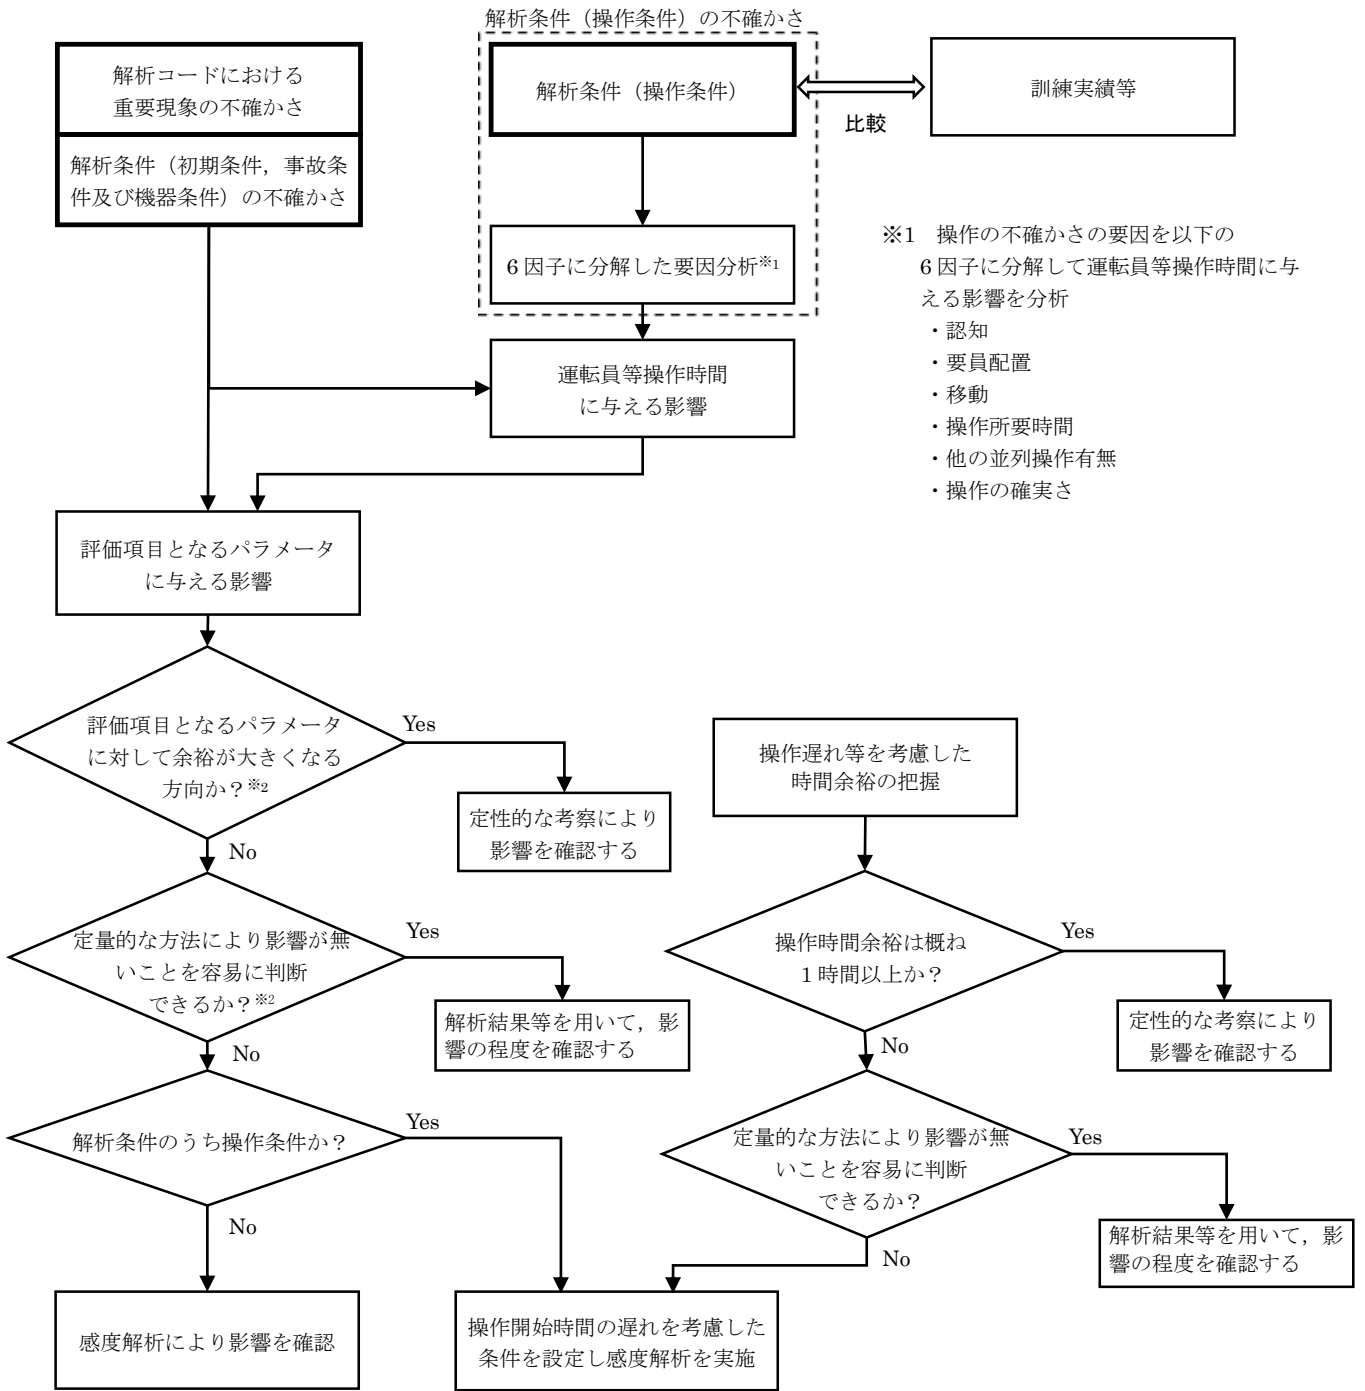 解析条件（操作条件）の不確かさ
解析コードにおける
重要現象の不確かさ
解析条件（初期条件，事故条
件及び機器条件）の不確かさ
解析条件（操作条件）
比較
訓練実績等
6因子に分解した要因分析※1
※1　操作の不確かさの要因を以下の
6因子に分解して運転員等操作時間に与
える影響を分析
・認知
・要員配置
・移動
・操作所要時間
・他の並列操作有無
・操作の確実さ
運転員等操作時間
に与える影響
評価項目となるパラメータ
に与える影響
評価項目となるパラメータ
に対して余裕が大きくなる
方向か？※2
Yes
No
定性的な考察により
影響を確認する
定量的な方法により影響が無
いことを容易に判断
できるか？※2
Yes
No
解析結果等を用いて，影
響の程度を確認する
解析条件のうち操作条件か？
Yes
No
感度解析により影響を確認
操作遅れ等を考慮した
時間余裕の把握
操作時間余裕は概ね
１時間以上か？
Yes
No
定性的な考察により
影響を確認する
定量的な方法により影響が無
いことを容易に判断
できるか？
Yes
No
解析結果等を用いて，影
響の程度を確認する
操作開始時間の遅れを考慮した
条件を設定し感度解析を実施